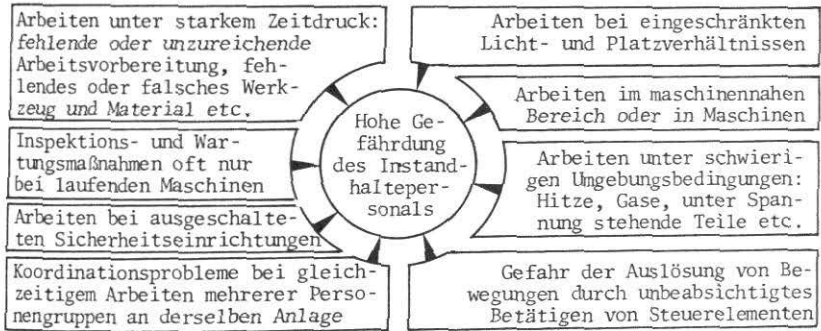 Arbeiten unter starkem Zeitdruck:
fehlende oder unzureichende
Arbeitsvorbereitung, feh-
lendes oder falsches Werk-
zeug und Material etc.
Inspektions- und War-
tungsmaßnahmen oft nur
bei laufenden Maschinen
Arbeiten bei ausgeschalte-
ten Sicherheitseinrichtungen
Koordinationsprobleme bei gleich-
zeitigem Arbeiten mehrerer Perso-
nengruppen an derselben Anlage
Hohe Ge-
fährdung
des Instand-
halteper-
sonals
Arbeiten bei eingeschränkten
Licht- und Platzverhältnissen
Arbeiten im maschinennahen
Bereich oder in Maschinen
Arbeiten unter schwieri-
gen Umgebungsbedingungen:
Hitze, Gase, unter Span-
nung stehende Teile etc.
Gefahr der Auslösung von Be-
wegungen durch unbeabsichtigtes
Betätigen von Steuerelementen